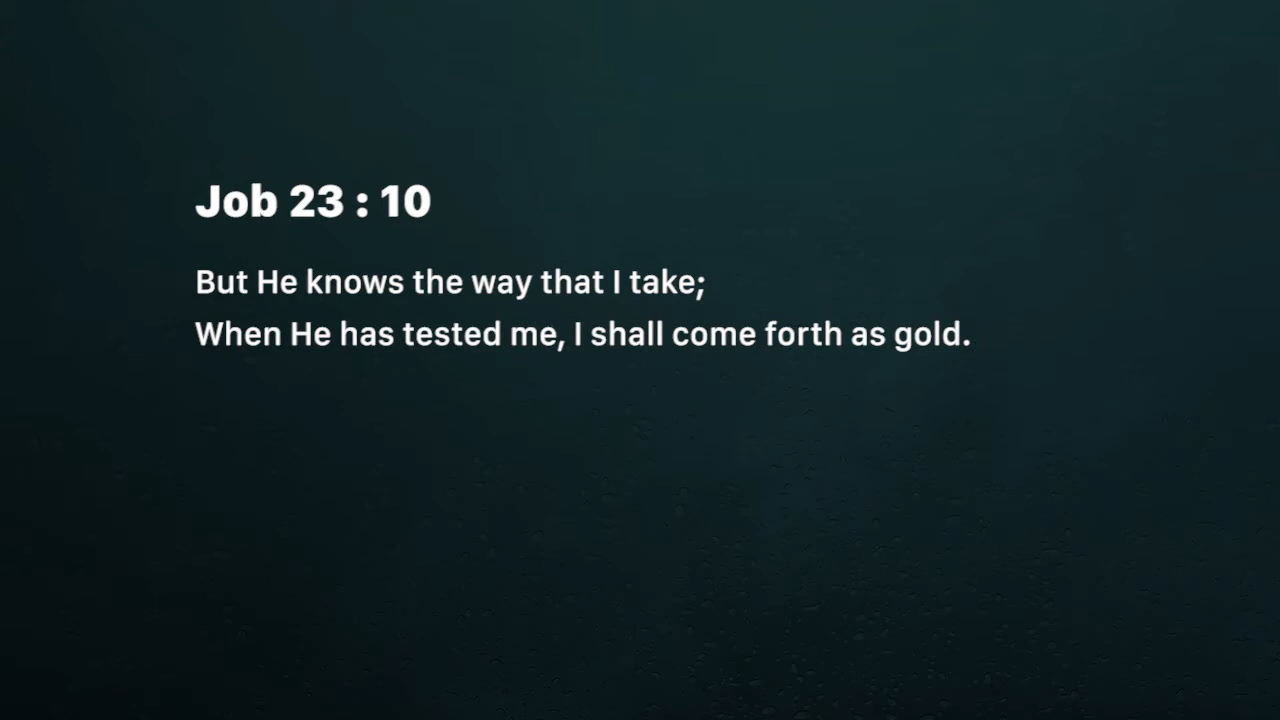 Job 23 : 10
But He knows the way that I take;
When He has tested me, I shall come forth as gold.